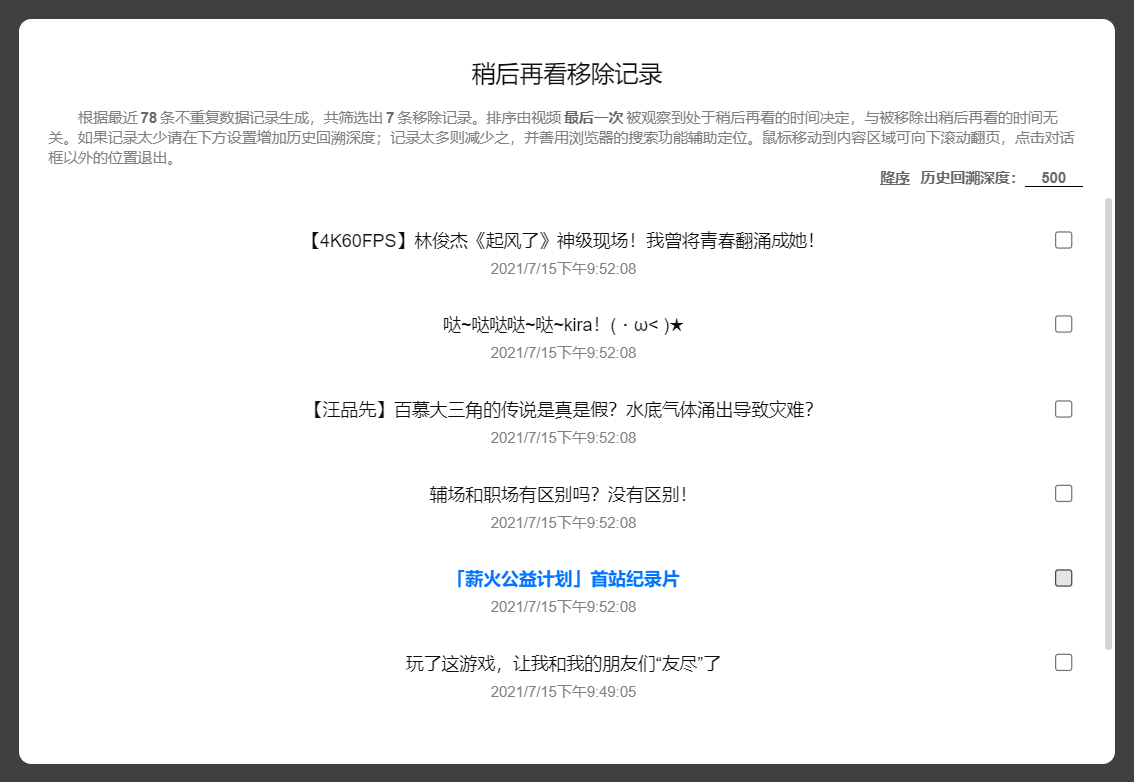 稍后再看移除记录
根据最近 78 条不重复数据记录生成，共筛选出 7 条移除记录。排序由视频 最后一次 被观察到处于稍后再看的时间决定，与被移除出稍后再看的时间无
关。如果记录太少请在下方设置增加历史回溯深度；记录太多则减少之，并善用浏览器的搜索功能辅助定位。鼠标移动到内容区域可向下滚动翻页，点击对话
框以外的位置退出。
降序 历史回溯深度： 500
【4K60FPS】林俊杰《起风了》神级现场！我曾将青春翻涌成她！
2021/7/15下午9:52:08
哒~哒哒哒~哒~kira！(・ω< )★
2021/7/15下午9:52:08
【汪品先】百慕大三角的传说是真是假？水底气体涌出导致灾难？
2021/7/15下午9:52:08
辅场和职场有区别吗？没有区别！
2021/7/15下午9:52:08
「薪火公益计划」首站纪录片
2021/7/15下午9:52:08
玩了这游戏，让我和我的朋友们“友尽”了
2021/7/15下午9:49:05